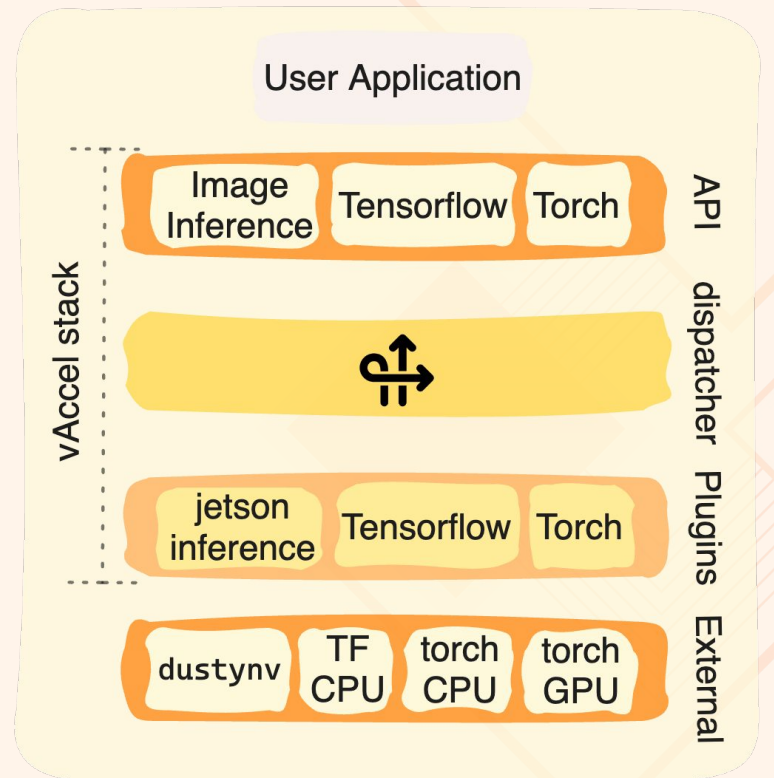 User Application
Image
Inference
Tensorflow
Torch
API
vAccel stack
dispatcher
jetson
inference
Tensorflow
Torch
Plugins
dustynv
TF
CPU
torch
CPU
torch
GPU
External